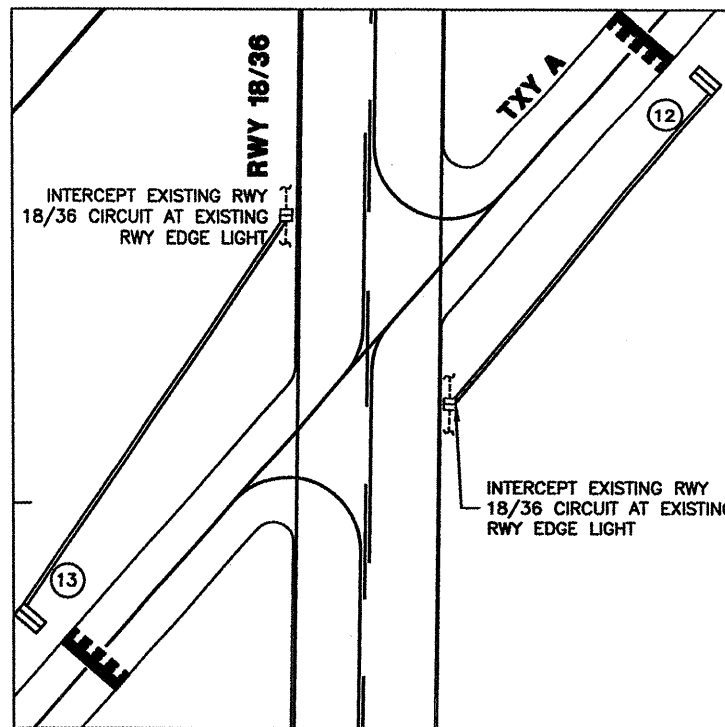 RWY 18/36
TXY A
12
INTERCEPT EXISTING RWY
18/36 CIRCUIT AT EXISTING
RWY EDGE LIGHT
INTERCEPT EXISTING RWY
18/36 CIRCUIT AT EXISTING
RWY EDGE LIGHT
13